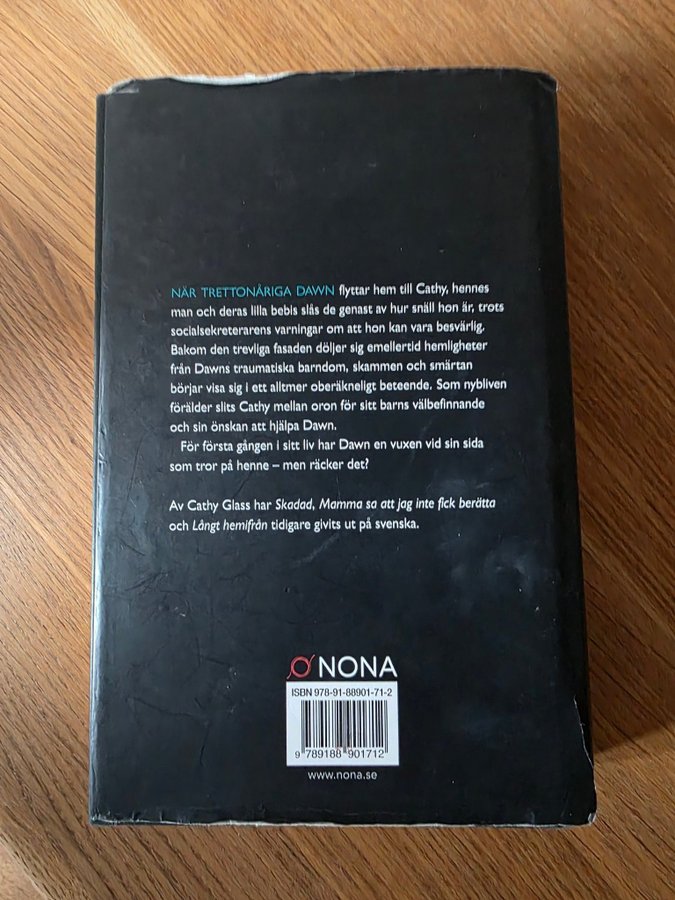 NÄR TRETTONÅRIGA DAWN flyttar hem till Cathy, hennes
man och deras lilla bebis slås de genast av hur snäll hon är, trots
socialsekreterarens varningar om att hon kan vara besvärlig.
Bakom den trevliga fasaden döljer sig emellertid hemligheter
från Dawns traumatiska barndom, skammen och smärtan
börjar visa sig i ett alltmer oberäkneligt beteende. Som nybliven
förälder slits Cathy mellan oron för sitt barns välbefinnande
och sin önskan att hjälpa Dawn.
För första gången i sitt liv har Dawn en vuxen vid sin sida
som tror på henne – men räcker det?
Av Cathy Glass har Skadad, Mamma sa att jag inte fick berätta
och Långt hemifrån tidigare givits ut på svenska.
NONA
ISBN 978-91-88901-71-2
9 789188 901712
www.nona.se